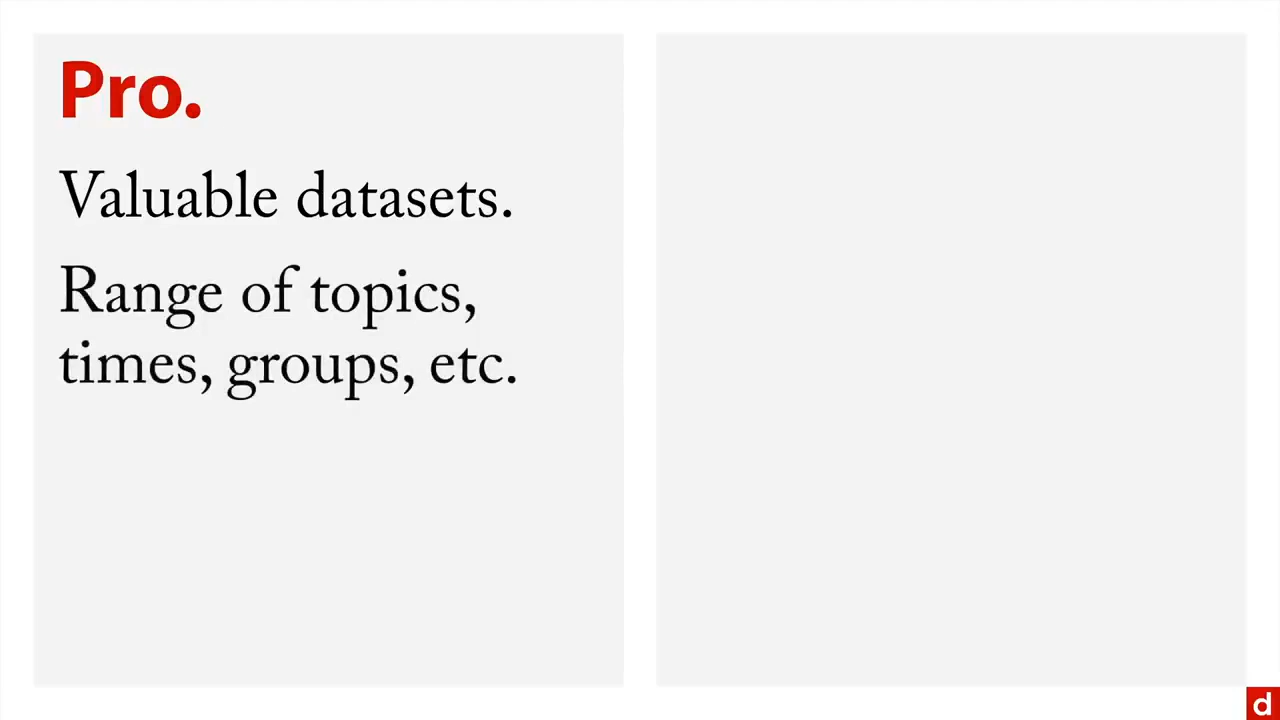 Pro.
Valuable datasets.
Range of topics,
times, groups, etc.
d